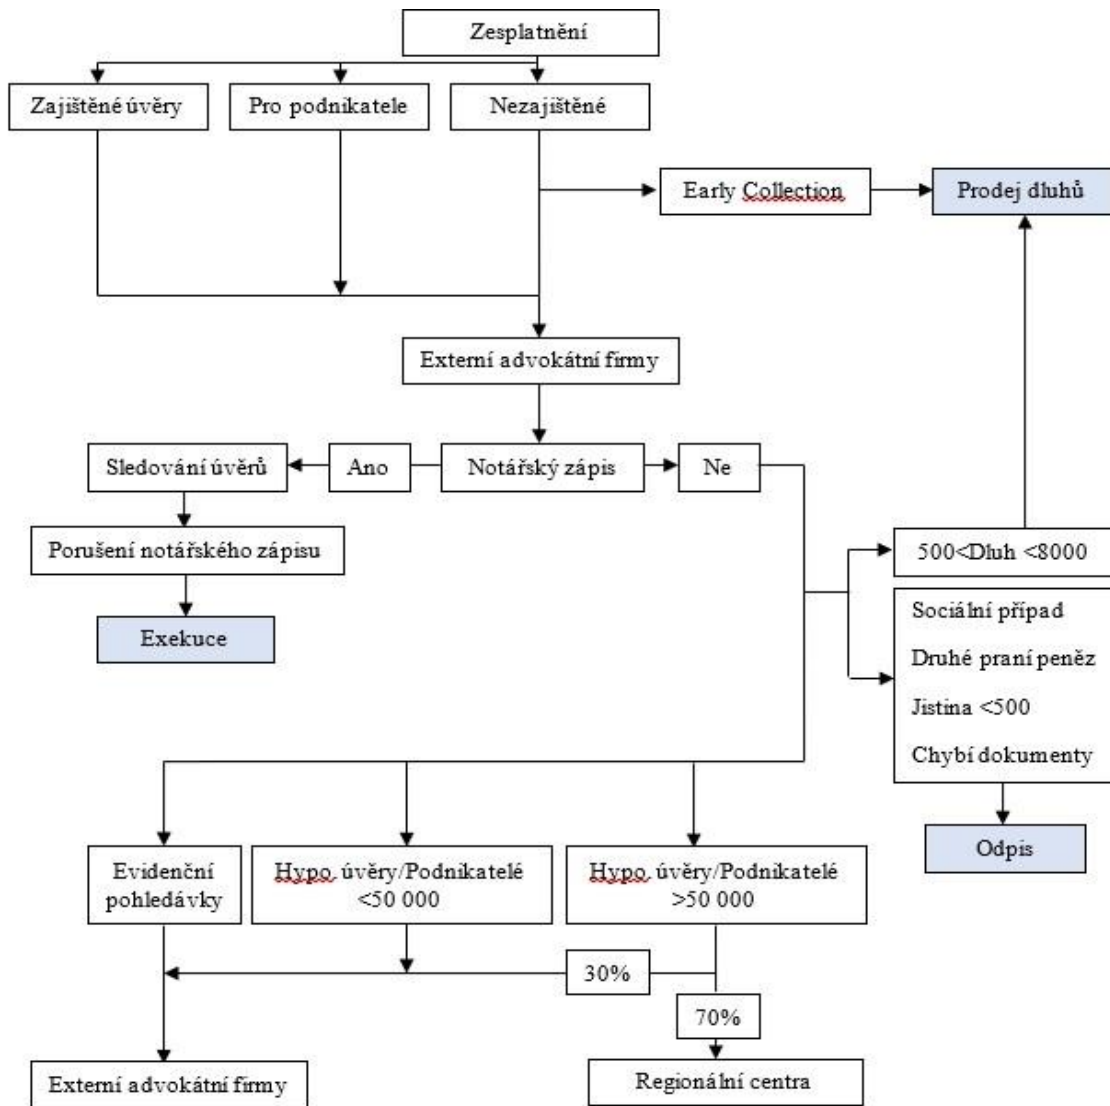 Zesplatnění
Zajištěné úvěry
Pro podnikatele
Nezajištěné
Early Collection
Prodej dluhů
Externí advokátní firmy
Sledování úvěrů
Ano
Notářský zápis
Ne
Porušení notářského zápisu
500<Dluh <8000
Exekuce
Sociální případ
Druhé praní peněz
Jistina <500
Chybí dokumenty
Odpis
Evidenční
pohledávky
Hypo. úvěry/Podnikatelé
<50 000
Hypo. úvěry/Podnikatelé
>50 000
30%
70%
Externí advokátní firmy
Regionální centra